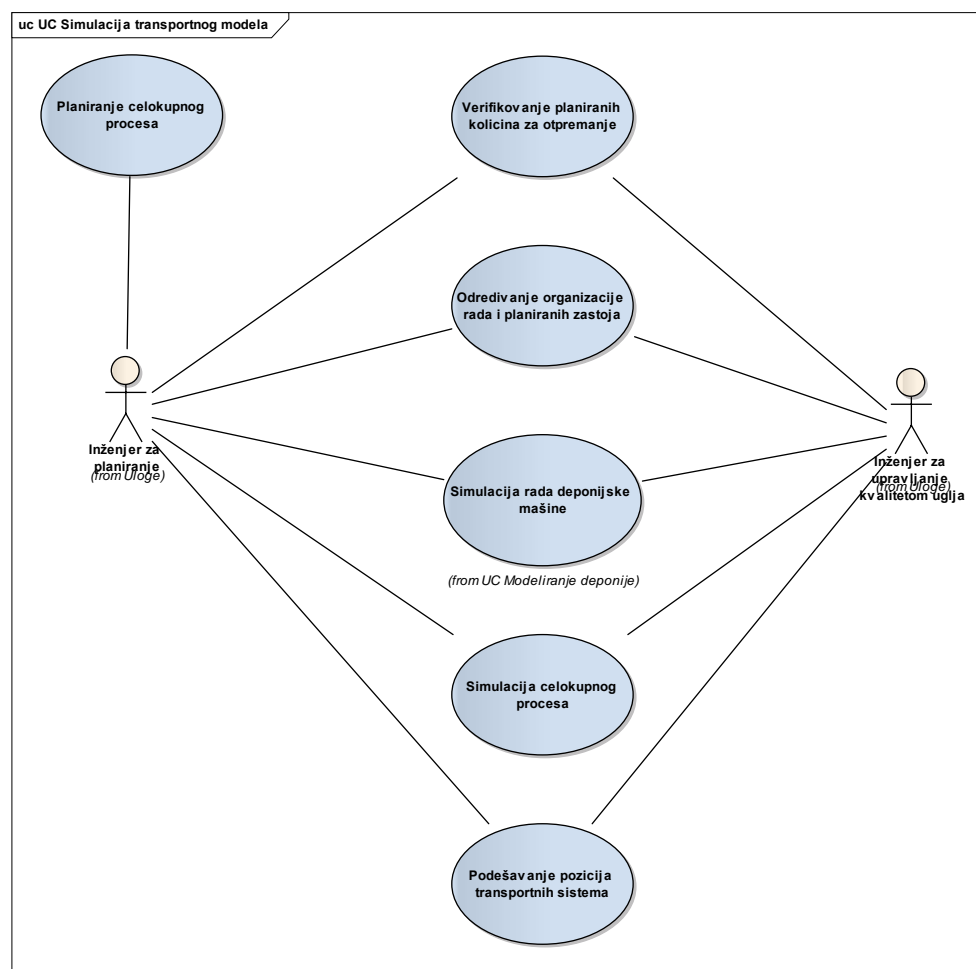 uc UC Simulacija transportnog modela
Planiranje celokupnog
procesa
Verifikovanje planiranih
kolicina za otpremanje
Odredivanje organizacije
rada i planiranih zastoja
Inženjer za
planiranje
(from Uloge)
Inženjer za
upravljanje
kvalitetom uglja
(from Uloge)
Simulacija rada deponijske
mašine
(from UC Modeliranje deponije)
Simulacija celokupnog
procesa
Podešavanje pozicija
transportnih sistema